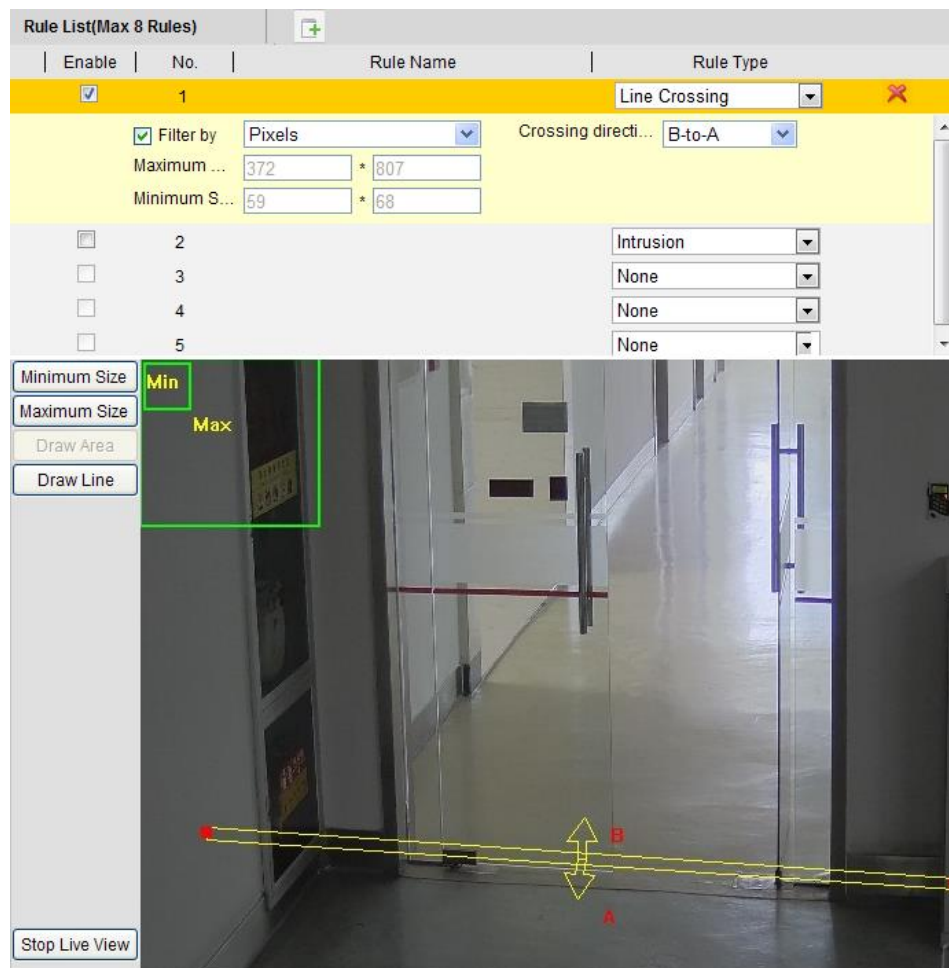 Rule List(Max 8 Rules)
Enable No. Rule Name Rule Type
1 Line Crossing
Filter by Pixels Crossing directi... B-to-A
Maximum ... 372 * 807
Minimum S... 59 * 68
2 Intrusion
3 None
4 None
5 None
Minimum Size
Maximum Size
Draw Area
Draw Line
Min
Max
B
A
Stop Live View